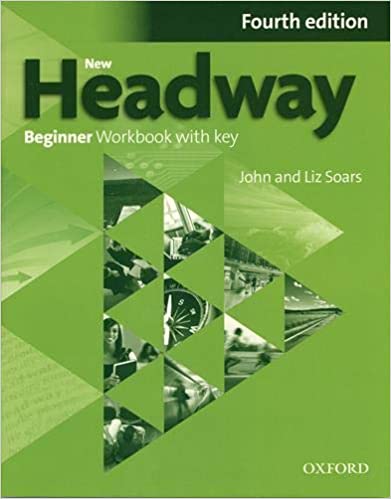 Fourth edition
New
Headway
Beginner Workbook with key
John and Liz Soars
OXFORD